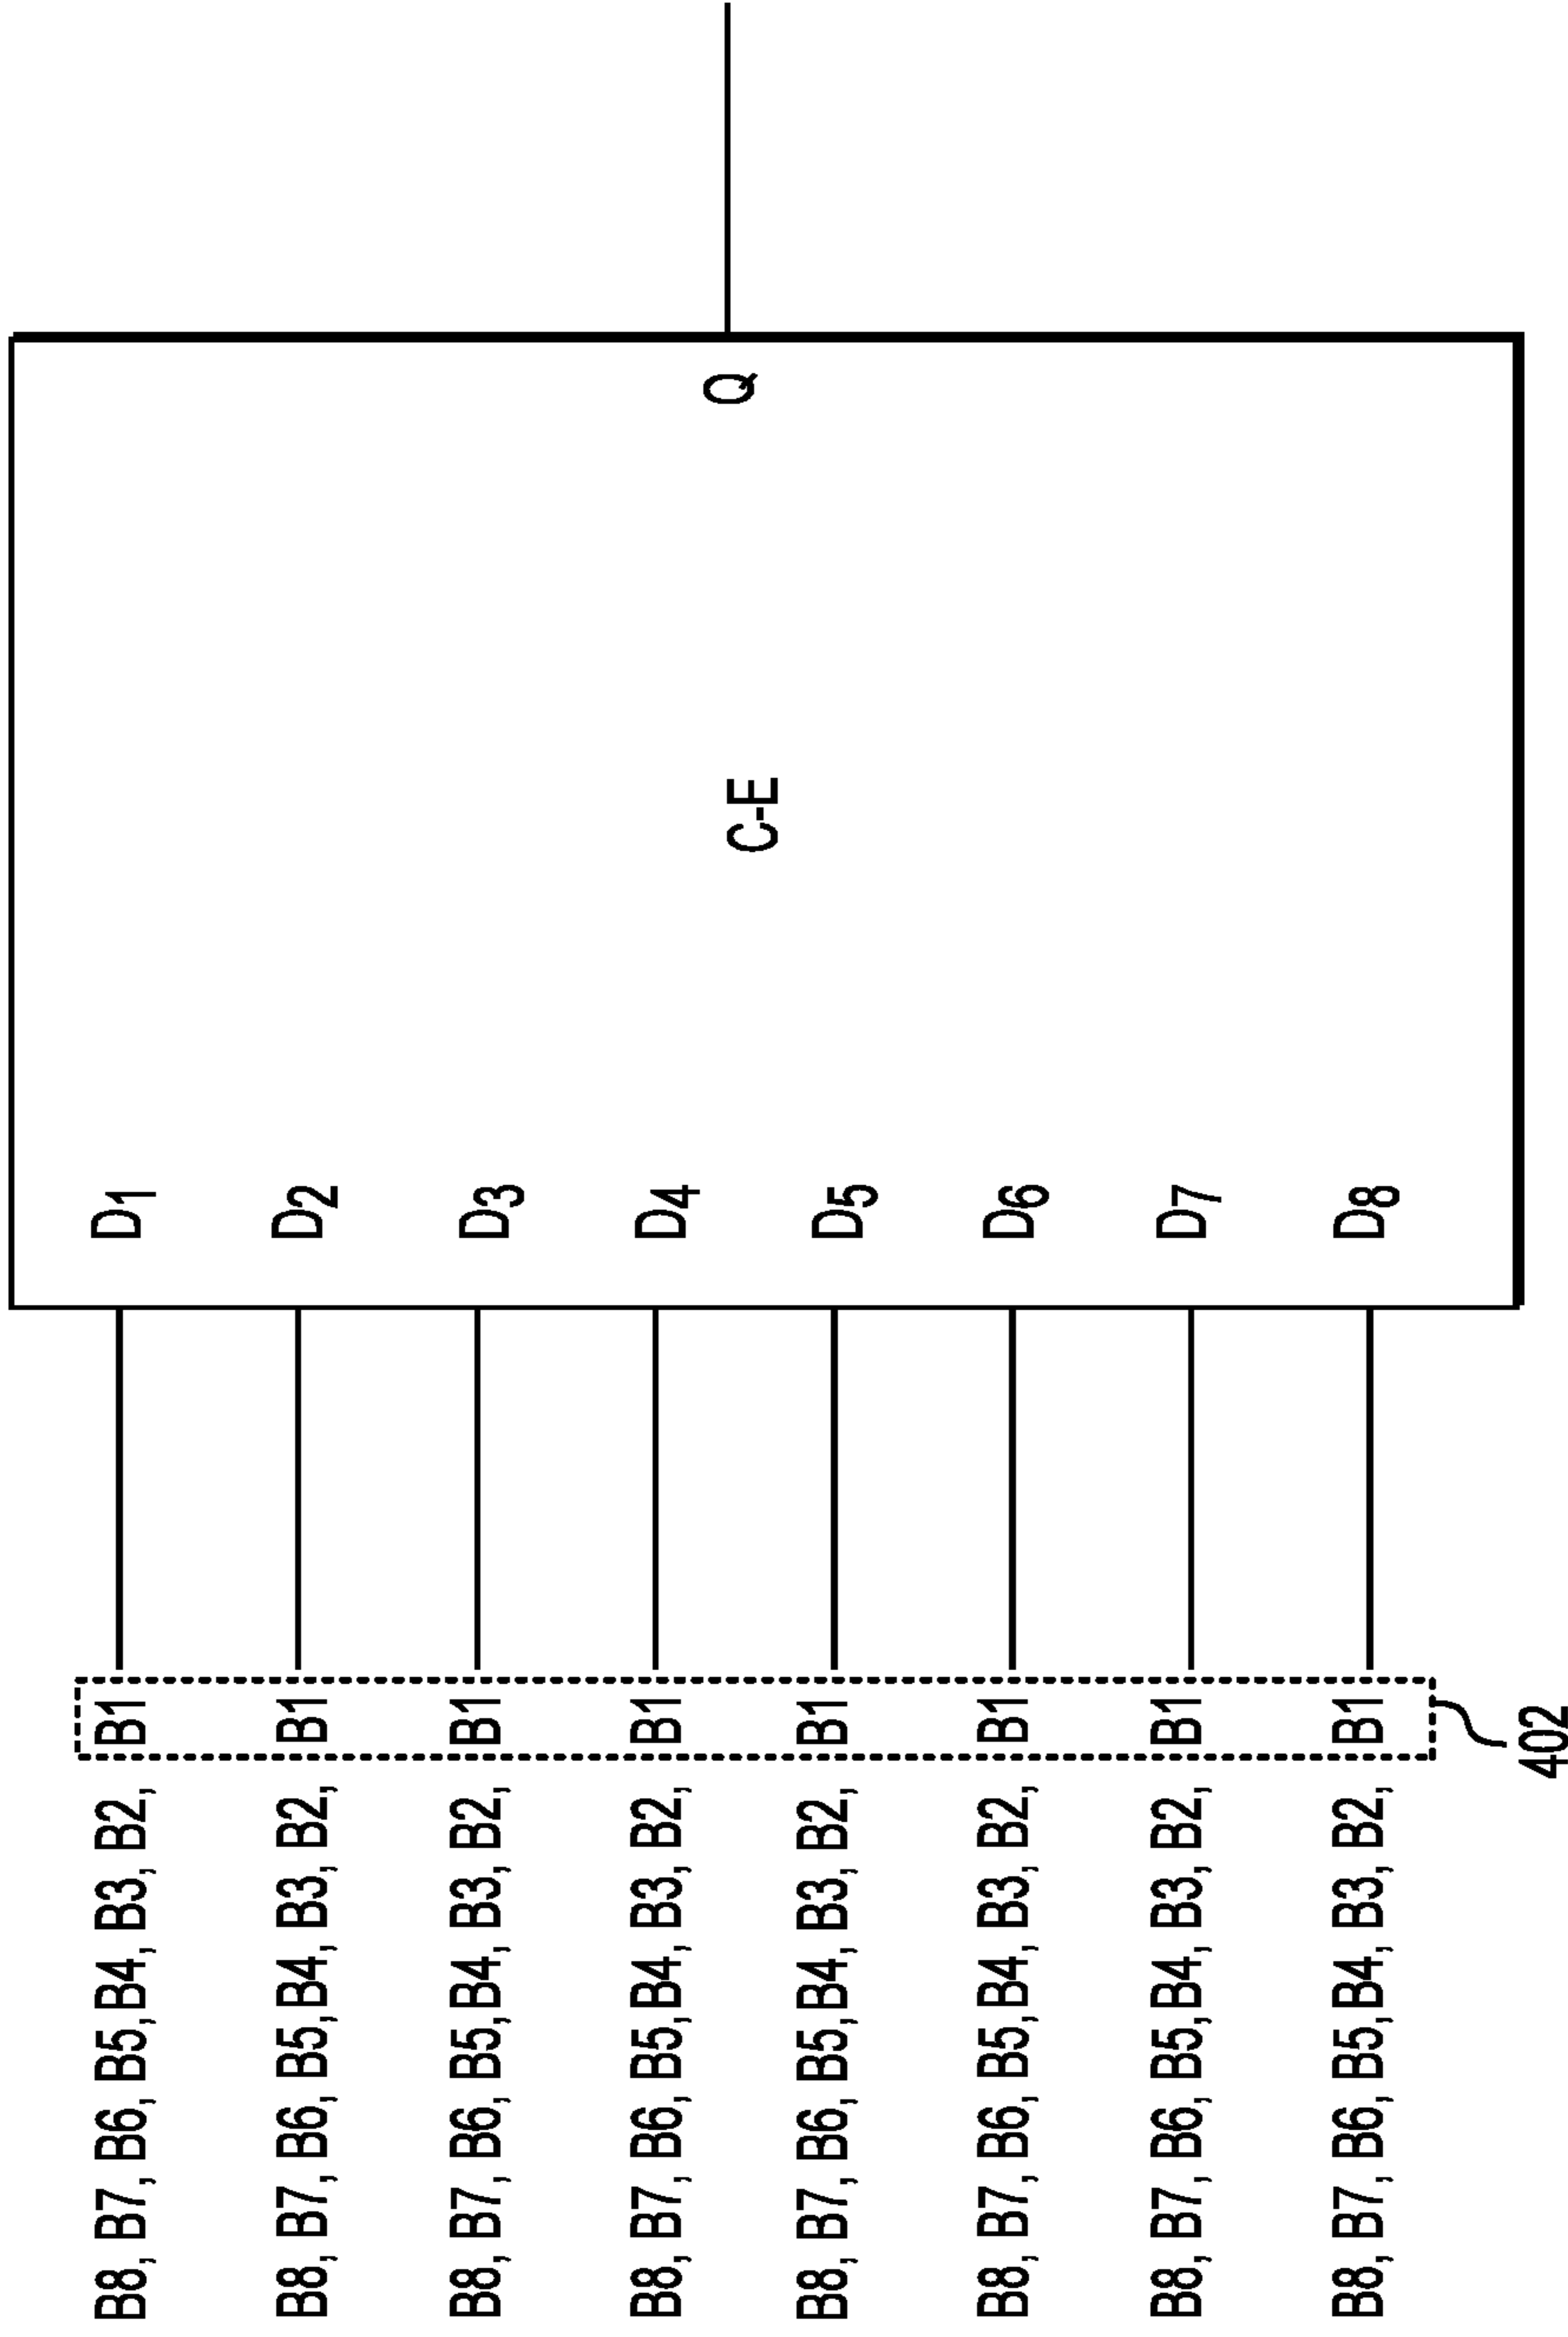 B8, B7, B6, B5, B4, B3, B2, B1 D1
B8, B7, B6, B5, B4, B3, B2, B1 D2
B8, B7, B6, B5, B4, B3, B2, B1 D3
B8, B7, B6, B5, B4, B3, B2, B1 D4
Q
C-E
B8, B7, B6, B5, B4, B3, B2, B1 D5
B8, B7, B6, B5, B4, B3, B2, B1 D6
B8, B7, B6, B5, B4, B3, B2, B1 D7
B8, B7, B6, B5, B4, B3, B2, B1 D8
402